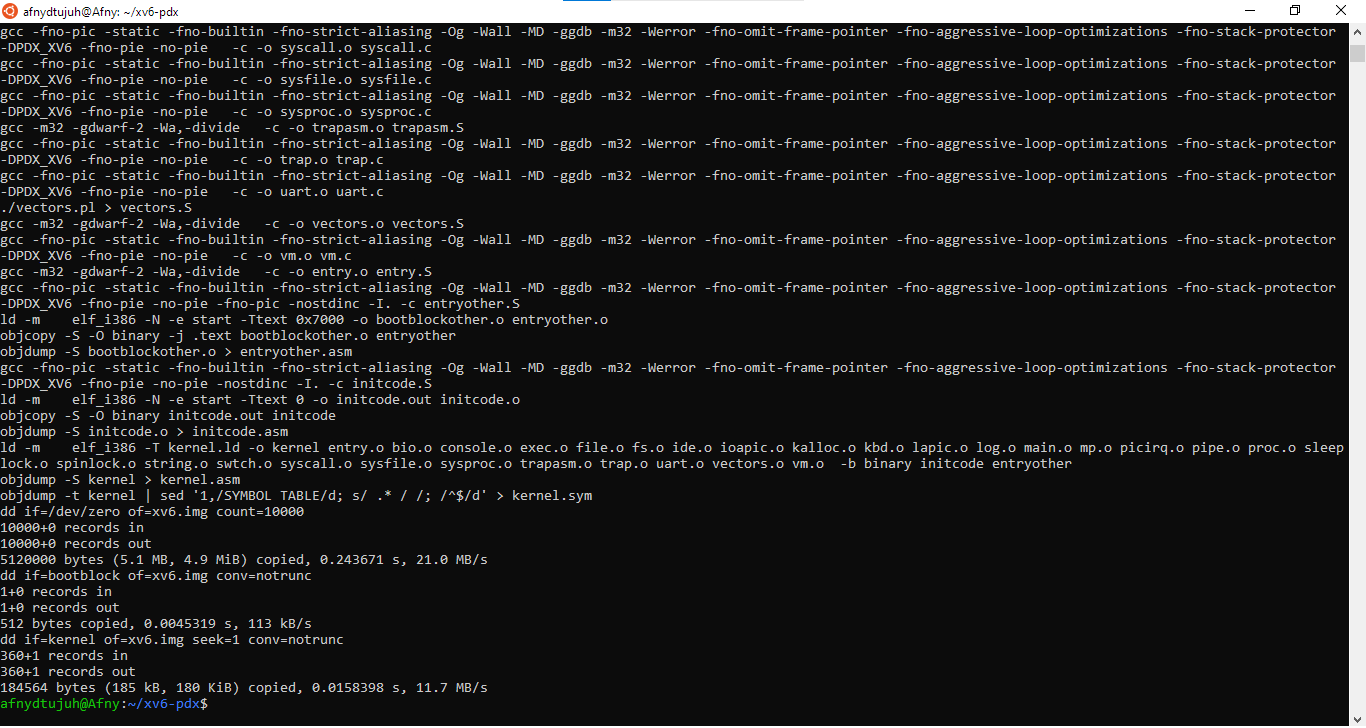 afnydtujuh@Afny: ~/xv6-pdx
gcc -fno-pic -static -fno-builtin -fno-strict-aliasing -Og -Wall -MD -ggdb -m32 -Werror -fno-omit-frame-pointer -fno-aggressive-loop-optimizations -fno-stack-protector
-DPDX_XV6 -fno-pie -no-pie   -c -o syscall.o syscall.c
gcc -fno-pic -static -fno-builtin -fno-strict-aliasing -Og -Wall -MD -ggdb -m32 -Werror -fno-omit-frame-pointer -fno-aggressive-loop-optimizations -fno-stack-protector
-DPDX_XV6 -fno-pie -no-pie   -c -o sysfile.o sysfile.c
gcc -fno-pic -static -fno-builtin -fno-strict-aliasing -Og -Wall -MD -ggdb -m32 -Werror -fno-omit-frame-pointer -fno-aggressive-loop-optimizations -fno-stack-protector
-DPDX_XV6 -fno-pie -no-pie   -c -o sysproc.o sysproc.c
gcc -m32 -gdwarf-2 -Wa,-divide   -c -o trapasm.o trapasm.S
gcc -fno-pic -static -fno-builtin -fno-strict-aliasing -Og -Wall -MD -ggdb -m32 -Werror -fno-omit-frame-pointer -fno-aggressive-loop-optimizations -fno-stack-protector
-DPDX_XV6 -fno-pie -no-pie   -c -o trap.o trap.c
gcc -fno-pic -static -fno-builtin -fno-strict-aliasing -Og -Wall -MD -ggdb -m32 -Werror -fno-omit-frame-pointer -fno-aggressive-loop-optimizations -fno-stack-protector
-DPDX_XV6 -fno-pie -no-pie   -c -o uart.o uart.c
./vectors.pl > vectors.S
gcc -m32 -gdwarf-2 -Wa,-divide   -c -o vectors.o vectors.S
gcc -fno-pic -static -fno-builtin -fno-strict-aliasing -Og -Wall -MD -ggdb -m32 -Werror -fno-omit-frame-pointer -fno-aggressive-loop-optimizations -fno-stack-protector
-DPDX_XV6 -fno-pie -no-pie   -c -o vm.o vm.c
gcc -m32 -gdwarf-2 -Wa,-divide   -c -o entry.o entry.S
gcc -fno-pic -static -fno-builtin -fno-strict-aliasing -Og -Wall -MD -ggdb -m32 -Werror -fno-omit-frame-pointer -fno-aggressive-loop-optimizations -fno-stack-protector
-DPDX_XV6 -fno-pie -no-pie -fno-pic -nostdinc -I. -c entryother.S
ld -m    elf_i386 -N -e start -Ttext 0x7000 -o bootblockother.o entryother.o
objcopy -S -O binary -j .text bootblockother.o entryother
objdump -S bootblockother.o > entryother.asm
gcc -fno-pic -static -fno-builtin -fno-strict-aliasing -Og -Wall -MD -ggdb -m32 -Werror -fno-omit-frame-pointer -fno-aggressive-loop-optimizations -fno-stack-protector
-DPDX_XV6 -fno-pie -no-pie -nostdinc -I. -c initcode.S
ld -m    elf_i386 -N -e start -Ttext 0 -o initcode.out initcode.o
objcopy -S -O binary initcode.out initcode
objdump -S initcode.o > initcode.asm
ld -m    elf_i386 -T kernel.ld -o kernel entry.o bio.o console.o exec.o file.o fs.o ide.o ioapic.o kalloc.o kbd.o lapic.o log.o main.o mp.o picirq.o pipe.o proc.o sleep
lock.o spinlock.o string.o swtch.o syscall.o sysfile.o sysproc.o trapasm.o trap.o uart.o vectors.o vm.o  -b binary initcode entryother
objdump -S kernel > kernel.asm
objdump -t kernel | sed '1,/SYMBOL TABLE/d; s/ .* / /; /^$/d' > kernel.sym
dd if=/dev/zero of=xv6.img count=10000
10000+0 records in
10000+0 records out
5120000 bytes (5.1 MB, 4.9 MiB) copied, 0.243671 s, 21.0 MB/s
dd if=bootblock of=xv6.img conv=notrunc
1+0 records in
1+0 records out
512 bytes copied, 0.0045319 s, 113 kB/s
dd if=kernel of=xv6.img seek=1 conv=notrunc
360+1 records in
360+1 records out
184564 bytes (185 kB, 180 KiB) copied, 0.0158398 s, 11.7 MB/s
afnydtujuh@Afny:~/xv6-pdx$